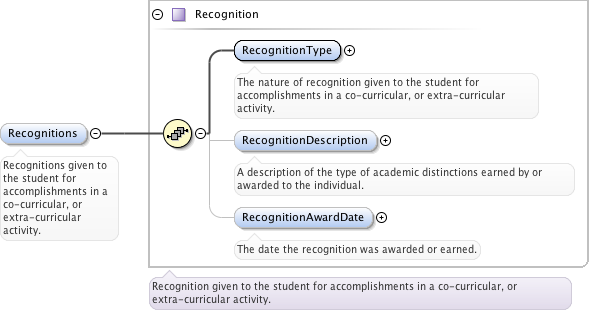 Recognition
RecognitionType
The nature of recognition given to the student for
accomplishments in a co-curricular, or extra-curricular
activity.
Recognitions
Recognitions given to
the student for
accomplishments in a
co-curricular, or
extra-curricular
activity.
RecognitionDescription
A description of the type of academic distinctions earned by or
awarded to the individual.
RecognitionAwardDate
The date the recognition was awarded or earned.
Recognition given to the student for accomplishments in a co-curricular, or
extra-curricular activity.